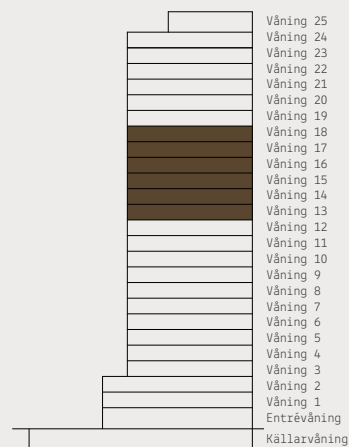 Våning 25
Våning 24
Våning 23
Våning 22
Våning 21
Våning 20
Våning 19
Våning 18
Våning 17
Våning 16
Våning 15
Våning 14
Våning 13
Våning 12
Våning 11
Våning 10
Våning 9
Våning 8
Våning 7
Våning 6
Våning 5
Våning 4
Våning 3
Våning 2
Våning 1
Entrévåning
Källarvåning